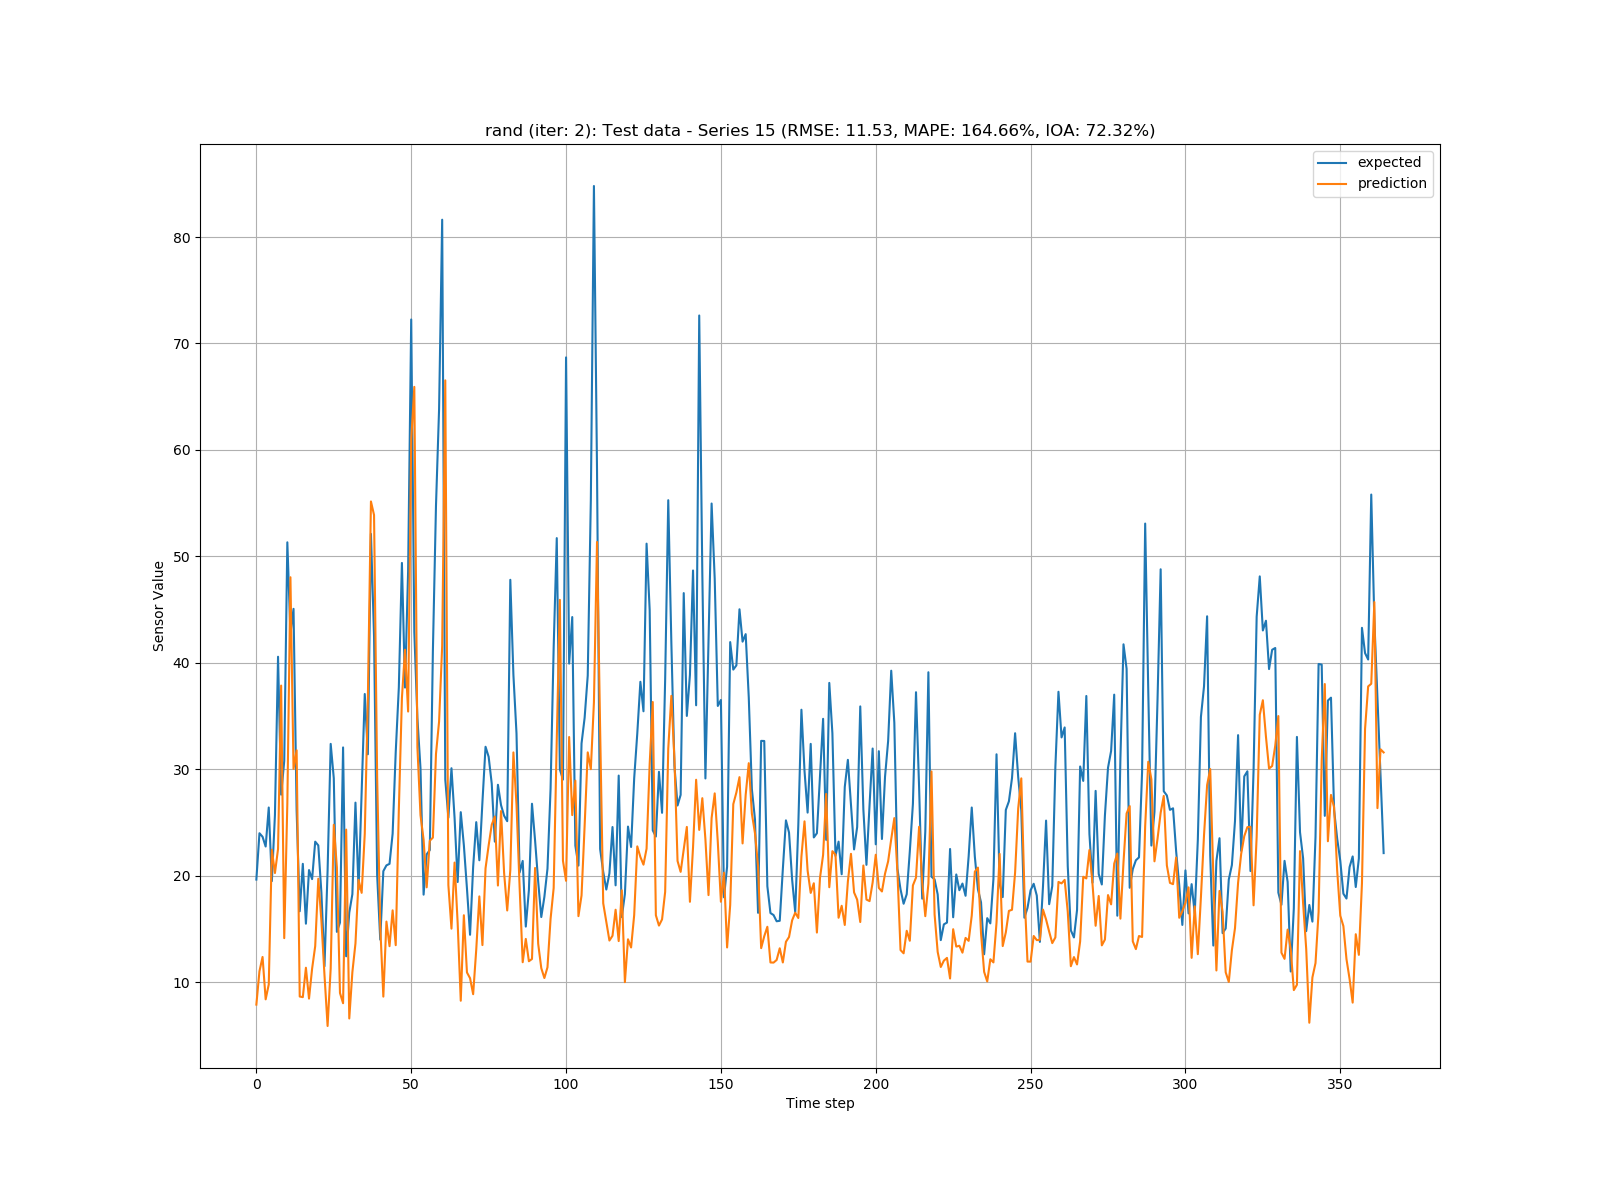 rand (iter: 2): Test data - Series 15 (RMSE: 11.53, MAPE: 164.66%, IOA: 72.32%)
expected
prediction
80
70
60
50
40
30
20
10
Sensor Value
0 50 100 150 200 250 300 350
Time step